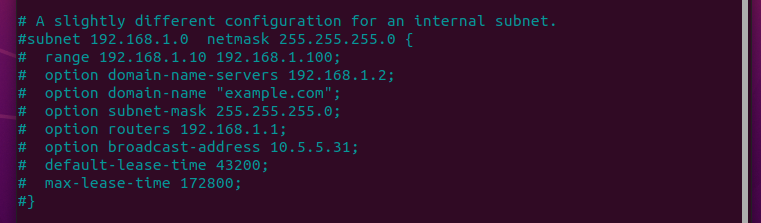 # A slightly different configuration for an internal subnet.
#subnet 192.168.1.0  netmask 255.255.255.0 {
#  range 192.168.1.10 192.168.1.100;
#  option domain-name-servers 192.168.1.2;
#  option domain-name "example.com";
#  option subnet-mask 255.255.255.0;
#  option routers 192.168.1.1;
#  option broadcast-address 10.5.5.31;
#  default-lease-time 43200;
#  max-lease-time 172800;
#}